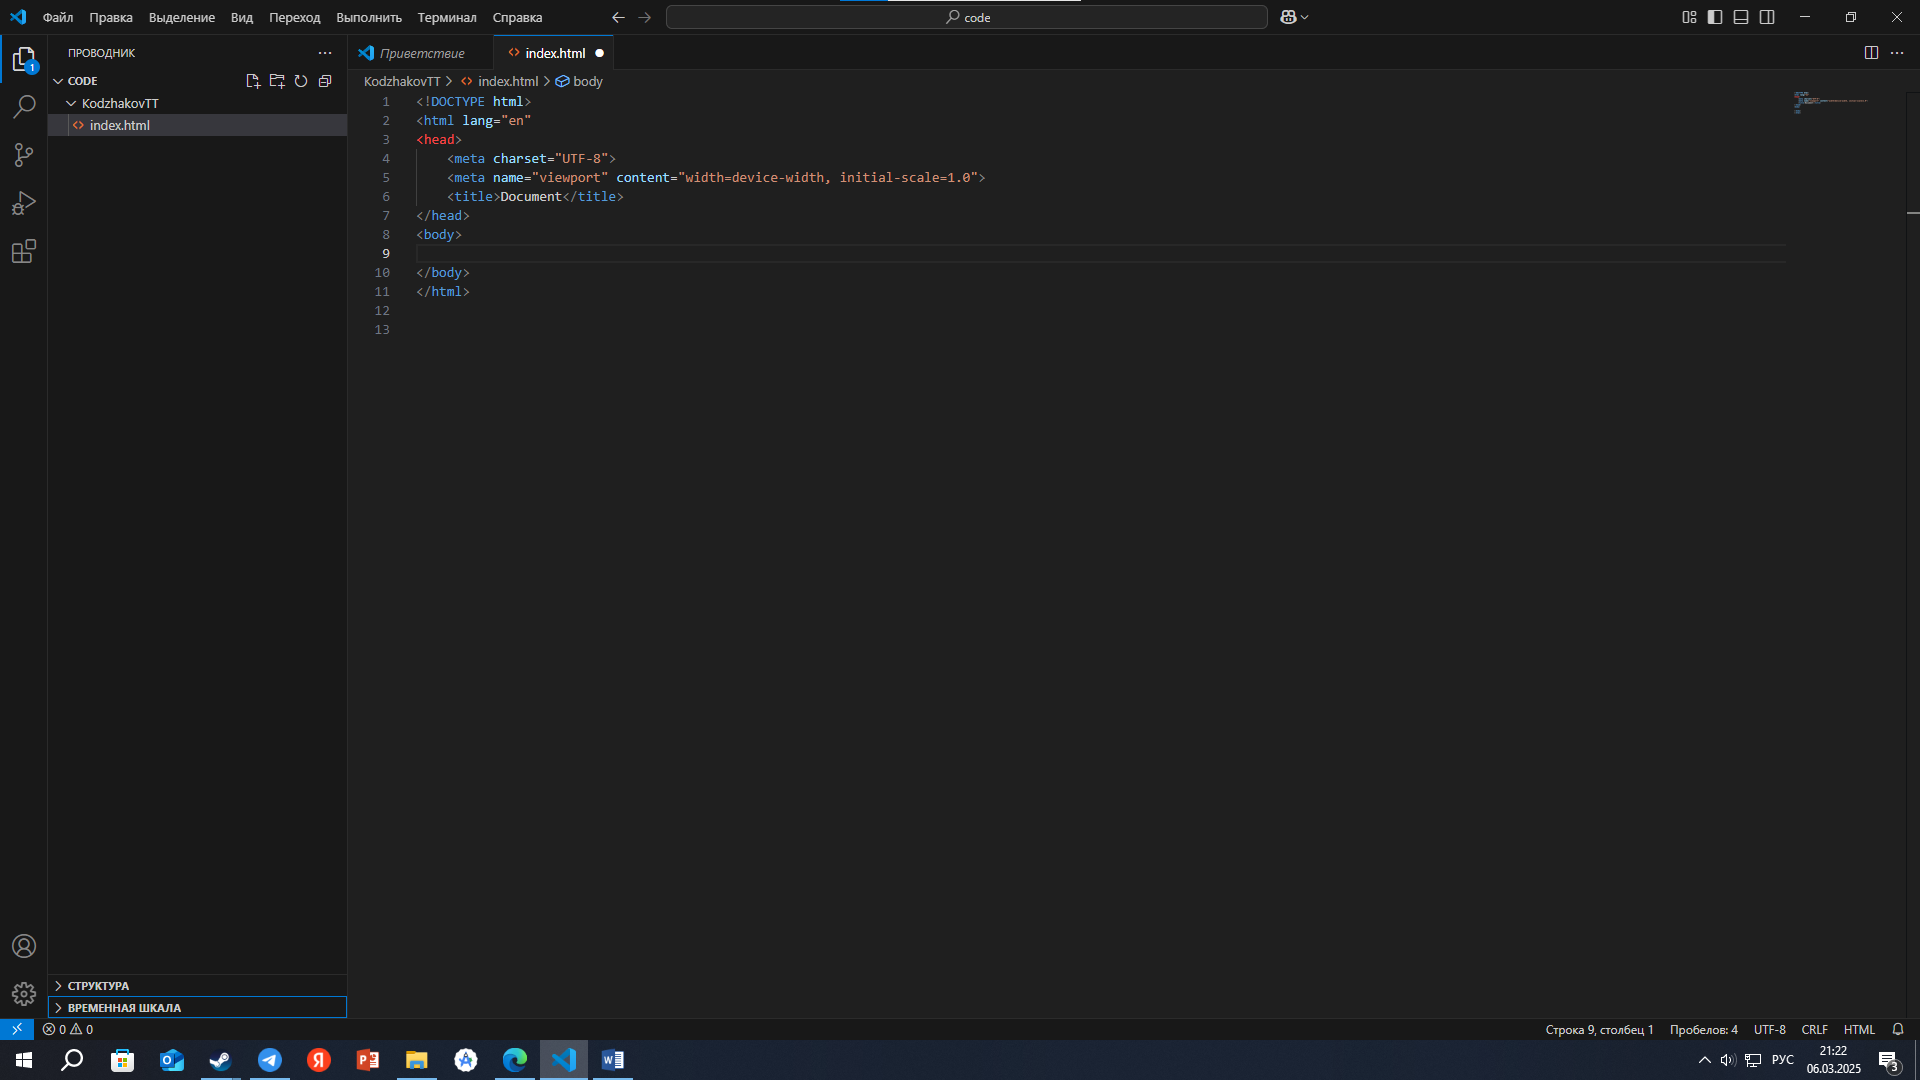 Файл Правка Выделение Вид Переход Выполнить Терминал Справка
code
ПРОВОДНИК
Приветствие
index.html
CODE
KodzhakovTT > index.html > body
KodzhakovTT
index.html
1 <!DOCTYPE html>
2 <html lang="en"
3 <head>
4 <meta charset="UTF-8">
5 <meta name="viewport" content="width=device-width, initial-scale=1.0">
6 <title>Document</title>
7 </head>
8 <body>
9
10 </body>
11 </html>
12
13
1
СТРУКТУРА
ВРЕМЕННАЯ ШКАЛА
0 0
Строка 9, столбец 1 Пробелов: 4 UTF-8 CRLF HTML
РУС
21:22
06.03.2025
3